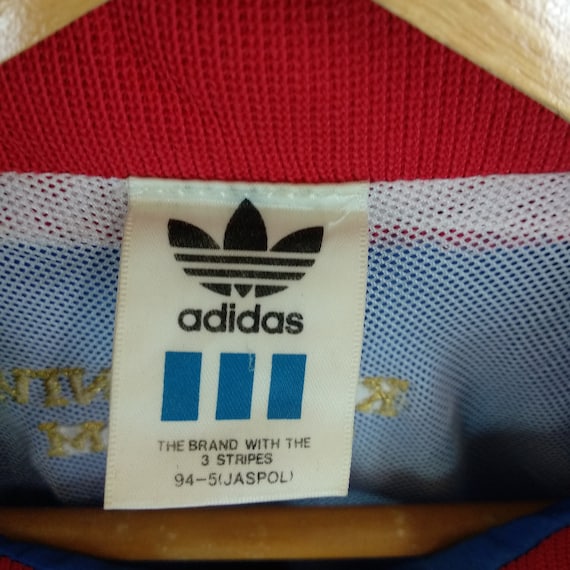 adidas
THE BRAND WITH THE
3 STRIPES
94-5(JASPOL)